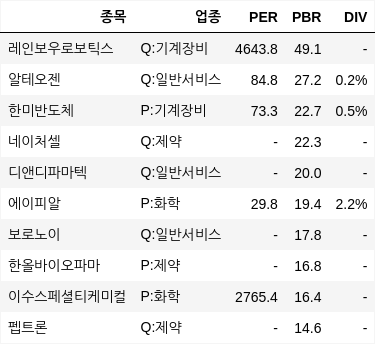 종목 업종 PER PBR DIV
레인보우로보틱스 Q:기계장비 4643.8 49.1 -
알테오젠 Q:일반서비스 84.8 27.2 0.2%
한미반도체 P:기계장비 73.3 22.7 0.5%
네이처셀 Q:제약 - 22.3 -
디앤디파마텍 Q:일반서비스 - 20.0 -
에이피알 P:화학 29.8 19.4 2.2%
보로노이 Q:일반서비스 - 17.8 -
한올바이오파마 P:제약 - 16.8 -
이수스페셜티케미컬 P:화학 2765.4 16.4 -
펩트론 Q:제약 - 14.6 -